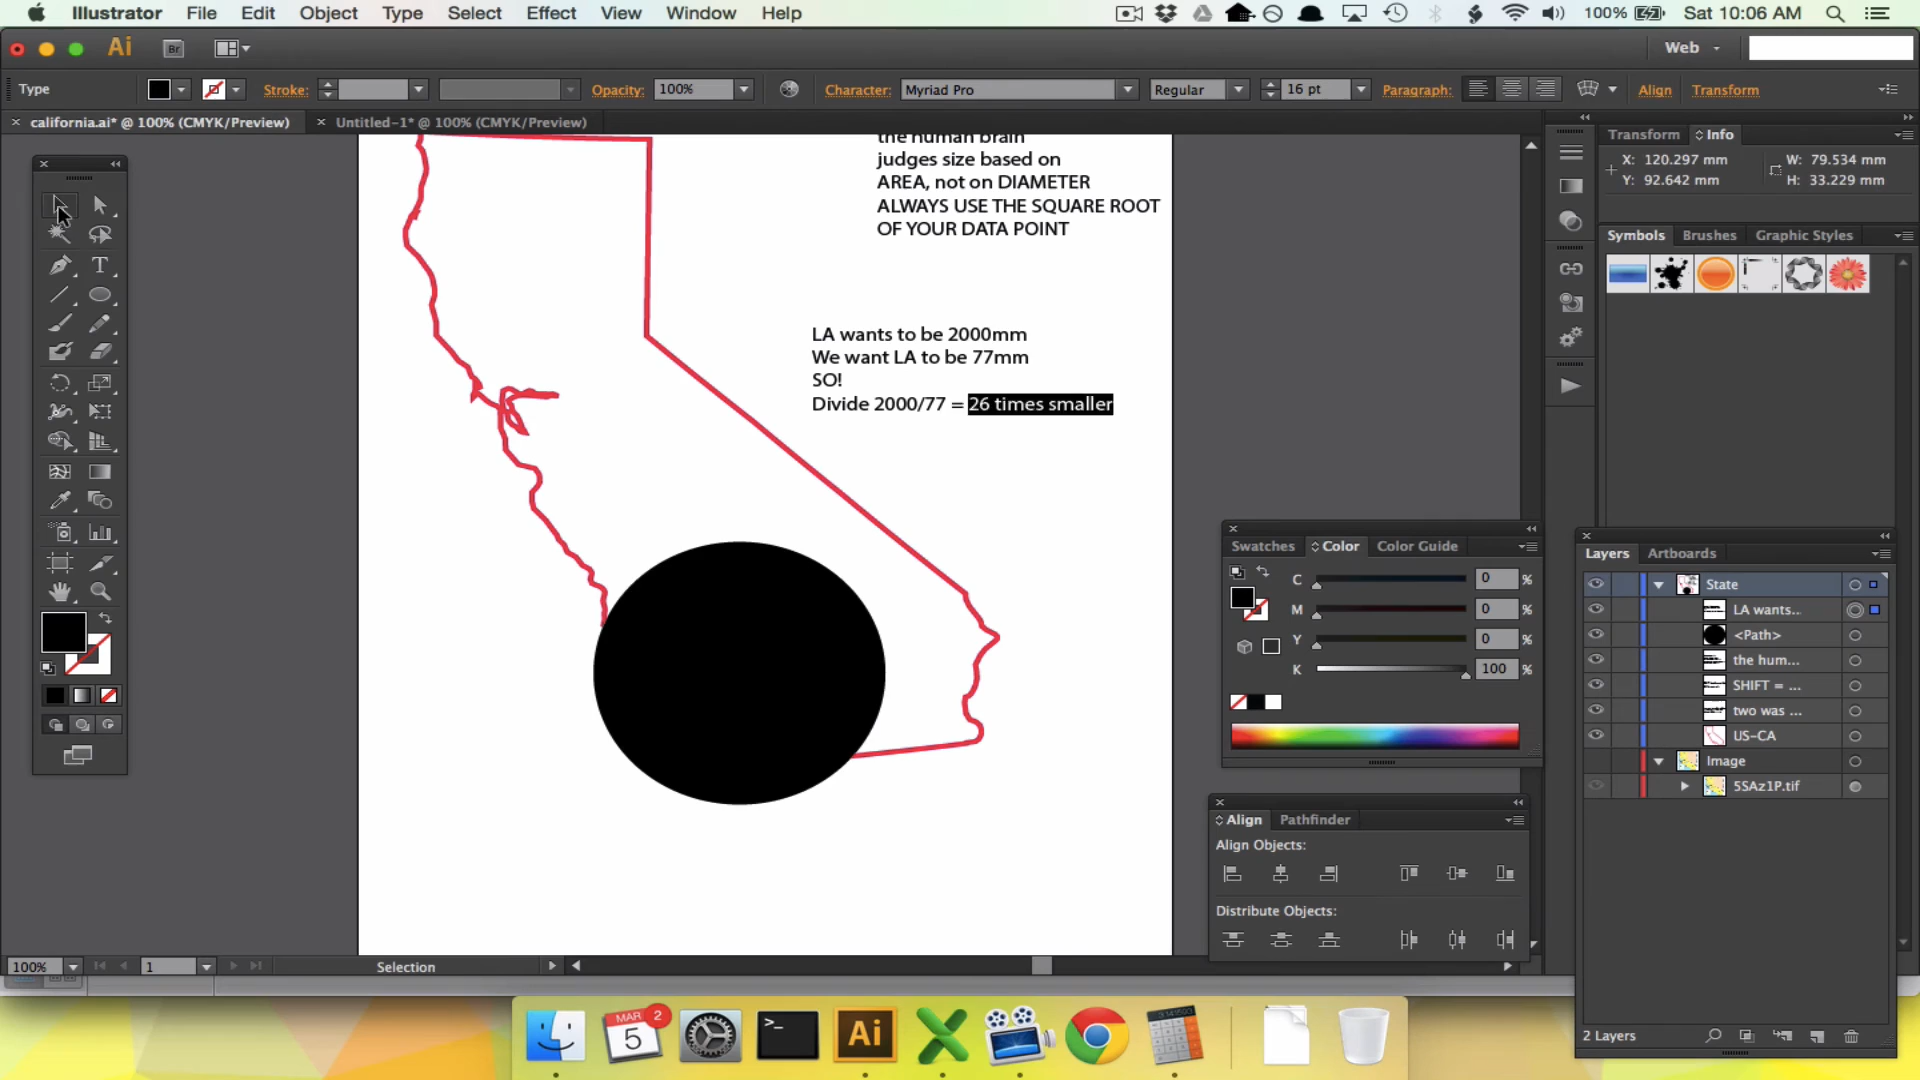 Illustrator File Edit Object Type Select Effect View Window Help
100% Sat 10:06 AM
Ai Br Web
Type Stroke: Opacity: 100% Character: Myriad Pro Regular 16 pt Paragraph: Align Transform
california.ai* @ 100% (CMYK/Preview) Untitled-1* @ 100% (CMYK/Preview)
the human brain
judges size based on
AREA, not on DIAMETER
ALWAYS USE THE SQUARE ROOT
OF YOUR DATA POINT
LA wants to be 2000mm
We want LA to be 77mm
SO!
Divide 2000/77 = 26 times smaller
Transform Info
X: 120.297 mm W: 79.534 mm
Y: 92.642 mm H: 33.229 mm
Symbols Brushes Graphic Styles
Swatches Color Color Guide
C 0 %
M 0 %
Y 0 %
K 100 %
Align Pathfinder
Align Objects:
Distribute Objects:
Layers Artboards
State
LA wants...
<Path>
the hum...
SHIFT = ...
two was ...
US-CA
Image
5SAz1P.tif
2 Layers
100% 1 Selection
MAR 2
5
Ai